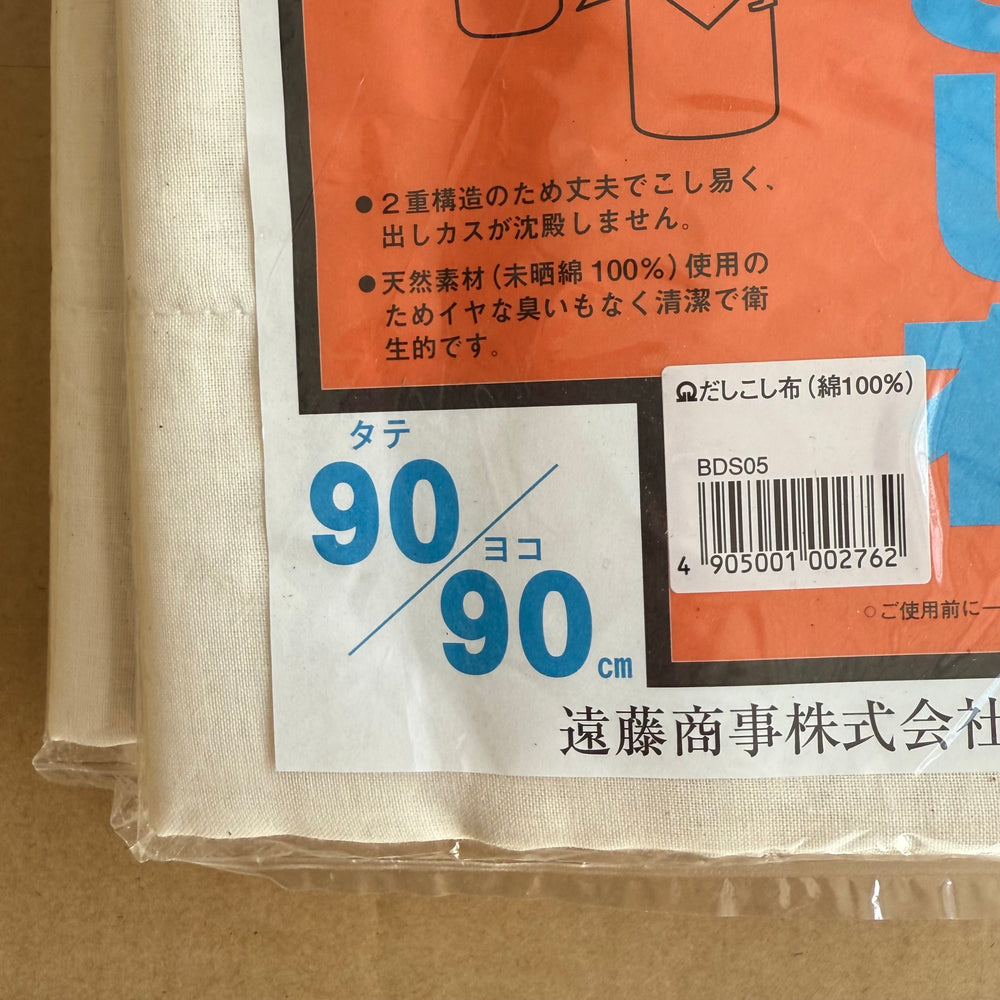 ●2重構造のため丈夫でこし易く、
出しカスが沈殿しません。
●天然素材(未晒綿100%)使用の
ためイヤな臭いもなく清潔で衛
生的です。
だしこし布(綿100%)
BDS05
4 905001 002762
タテ
90
ヨコ
90cm
○ご使用前に一
遠藤商事株式会社